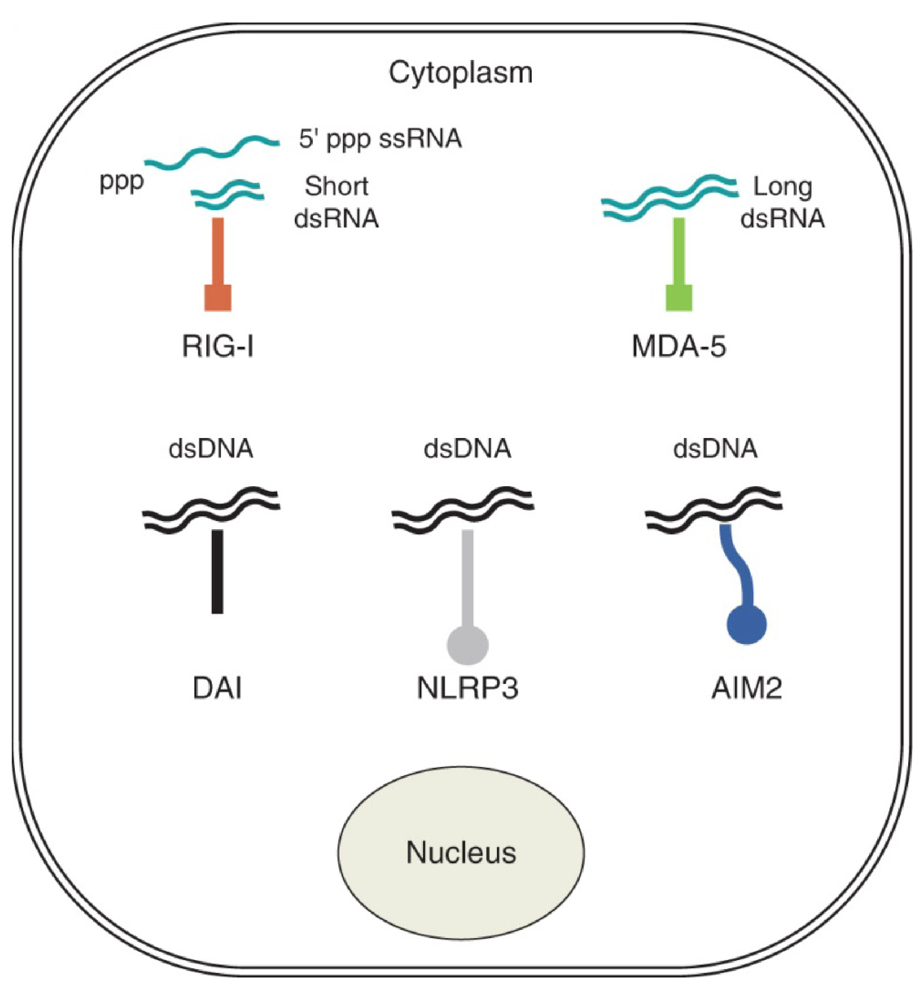 Cytoplasm
5' ppp ssRNA
ppp
Short
dsRNA
Long
dsRNA
RIG-I
MDA-5
dsDNA
dsDNA
dsDNA
DAI
NLRP3
AIM2
Nucleus